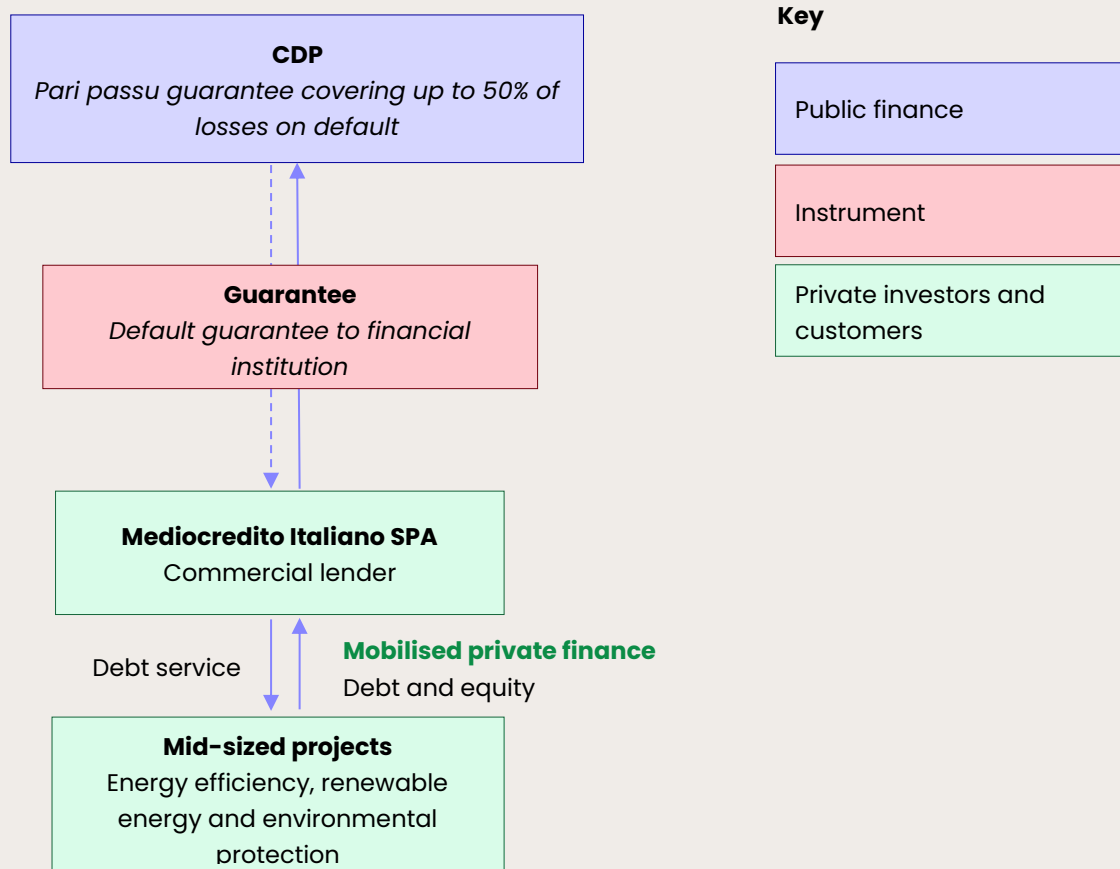 CDP
Pari passu guarantee covering up to 50% of
losses on default
Guarantee
Default guarantee to financial
institution
Mediocredito Italiano SPA
Commercial lender
Debt service
Mobilised private finance
Debt and equity
Mid-sized projects
Energy efficiency, renewable
energy and environmental
protection
Key
Public finance
Instrument
Private investors and
customers